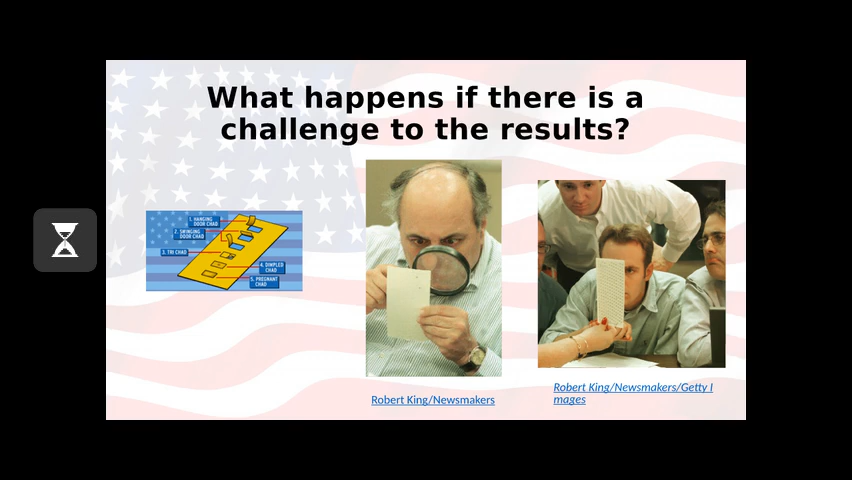 What happens if there is a
challenge to the results?
1. HANGING
DOOR CHAD
2. SWINGING
DOOR CHAD
3. TRI CHAD
4. DIMPLED
CHAD
5. PREGNANT
CHAD
Robert King/Newsmakers
Robert King/Newsmakers/Getty I
mages